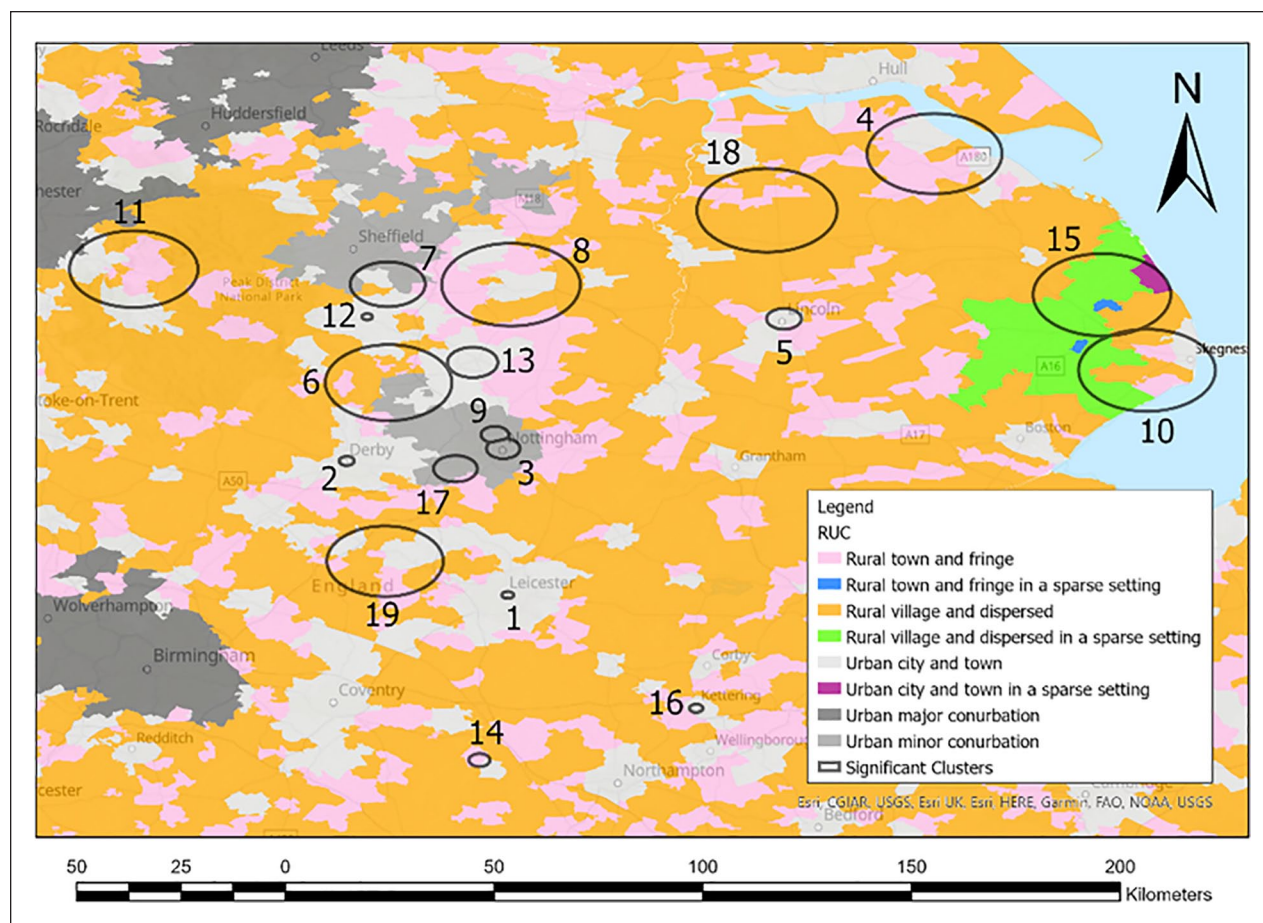 Leeds
Hull
N
Huddersfield
Rochdale
4
A180
18
hester
M18
11
Sheffield
7
8
15
Peak District
National Park
12
Lincoln
5
13
Skegness
6
A16
oke-on-Trent
10
9
Nottingham
A17
Boston
Derby
2
3
Grantham
A50
17
Legend
RUC
Rural town and fringe
Rural town and fringe in a sparse setting
Rural village and dispersed
Rural village and dispersed in a sparse setting
Urban city and town
Urban city and town in a sparse setting
Urban major conurbation
Urban minor conurbation
Significant Clusters
England
Leicester
Wolverhampton
19
1
Birmingham
Corby
Coventry
16
Kettering
Redditch
14
Wellingborou
Northampton
cester
Cambridge
Esri, CGIAR, USGS, Esri UK, Esri, HERE, Garmin, FAO, NOAA, USGS
Bedford
50 25 0 50 100 150 200
Kilometers